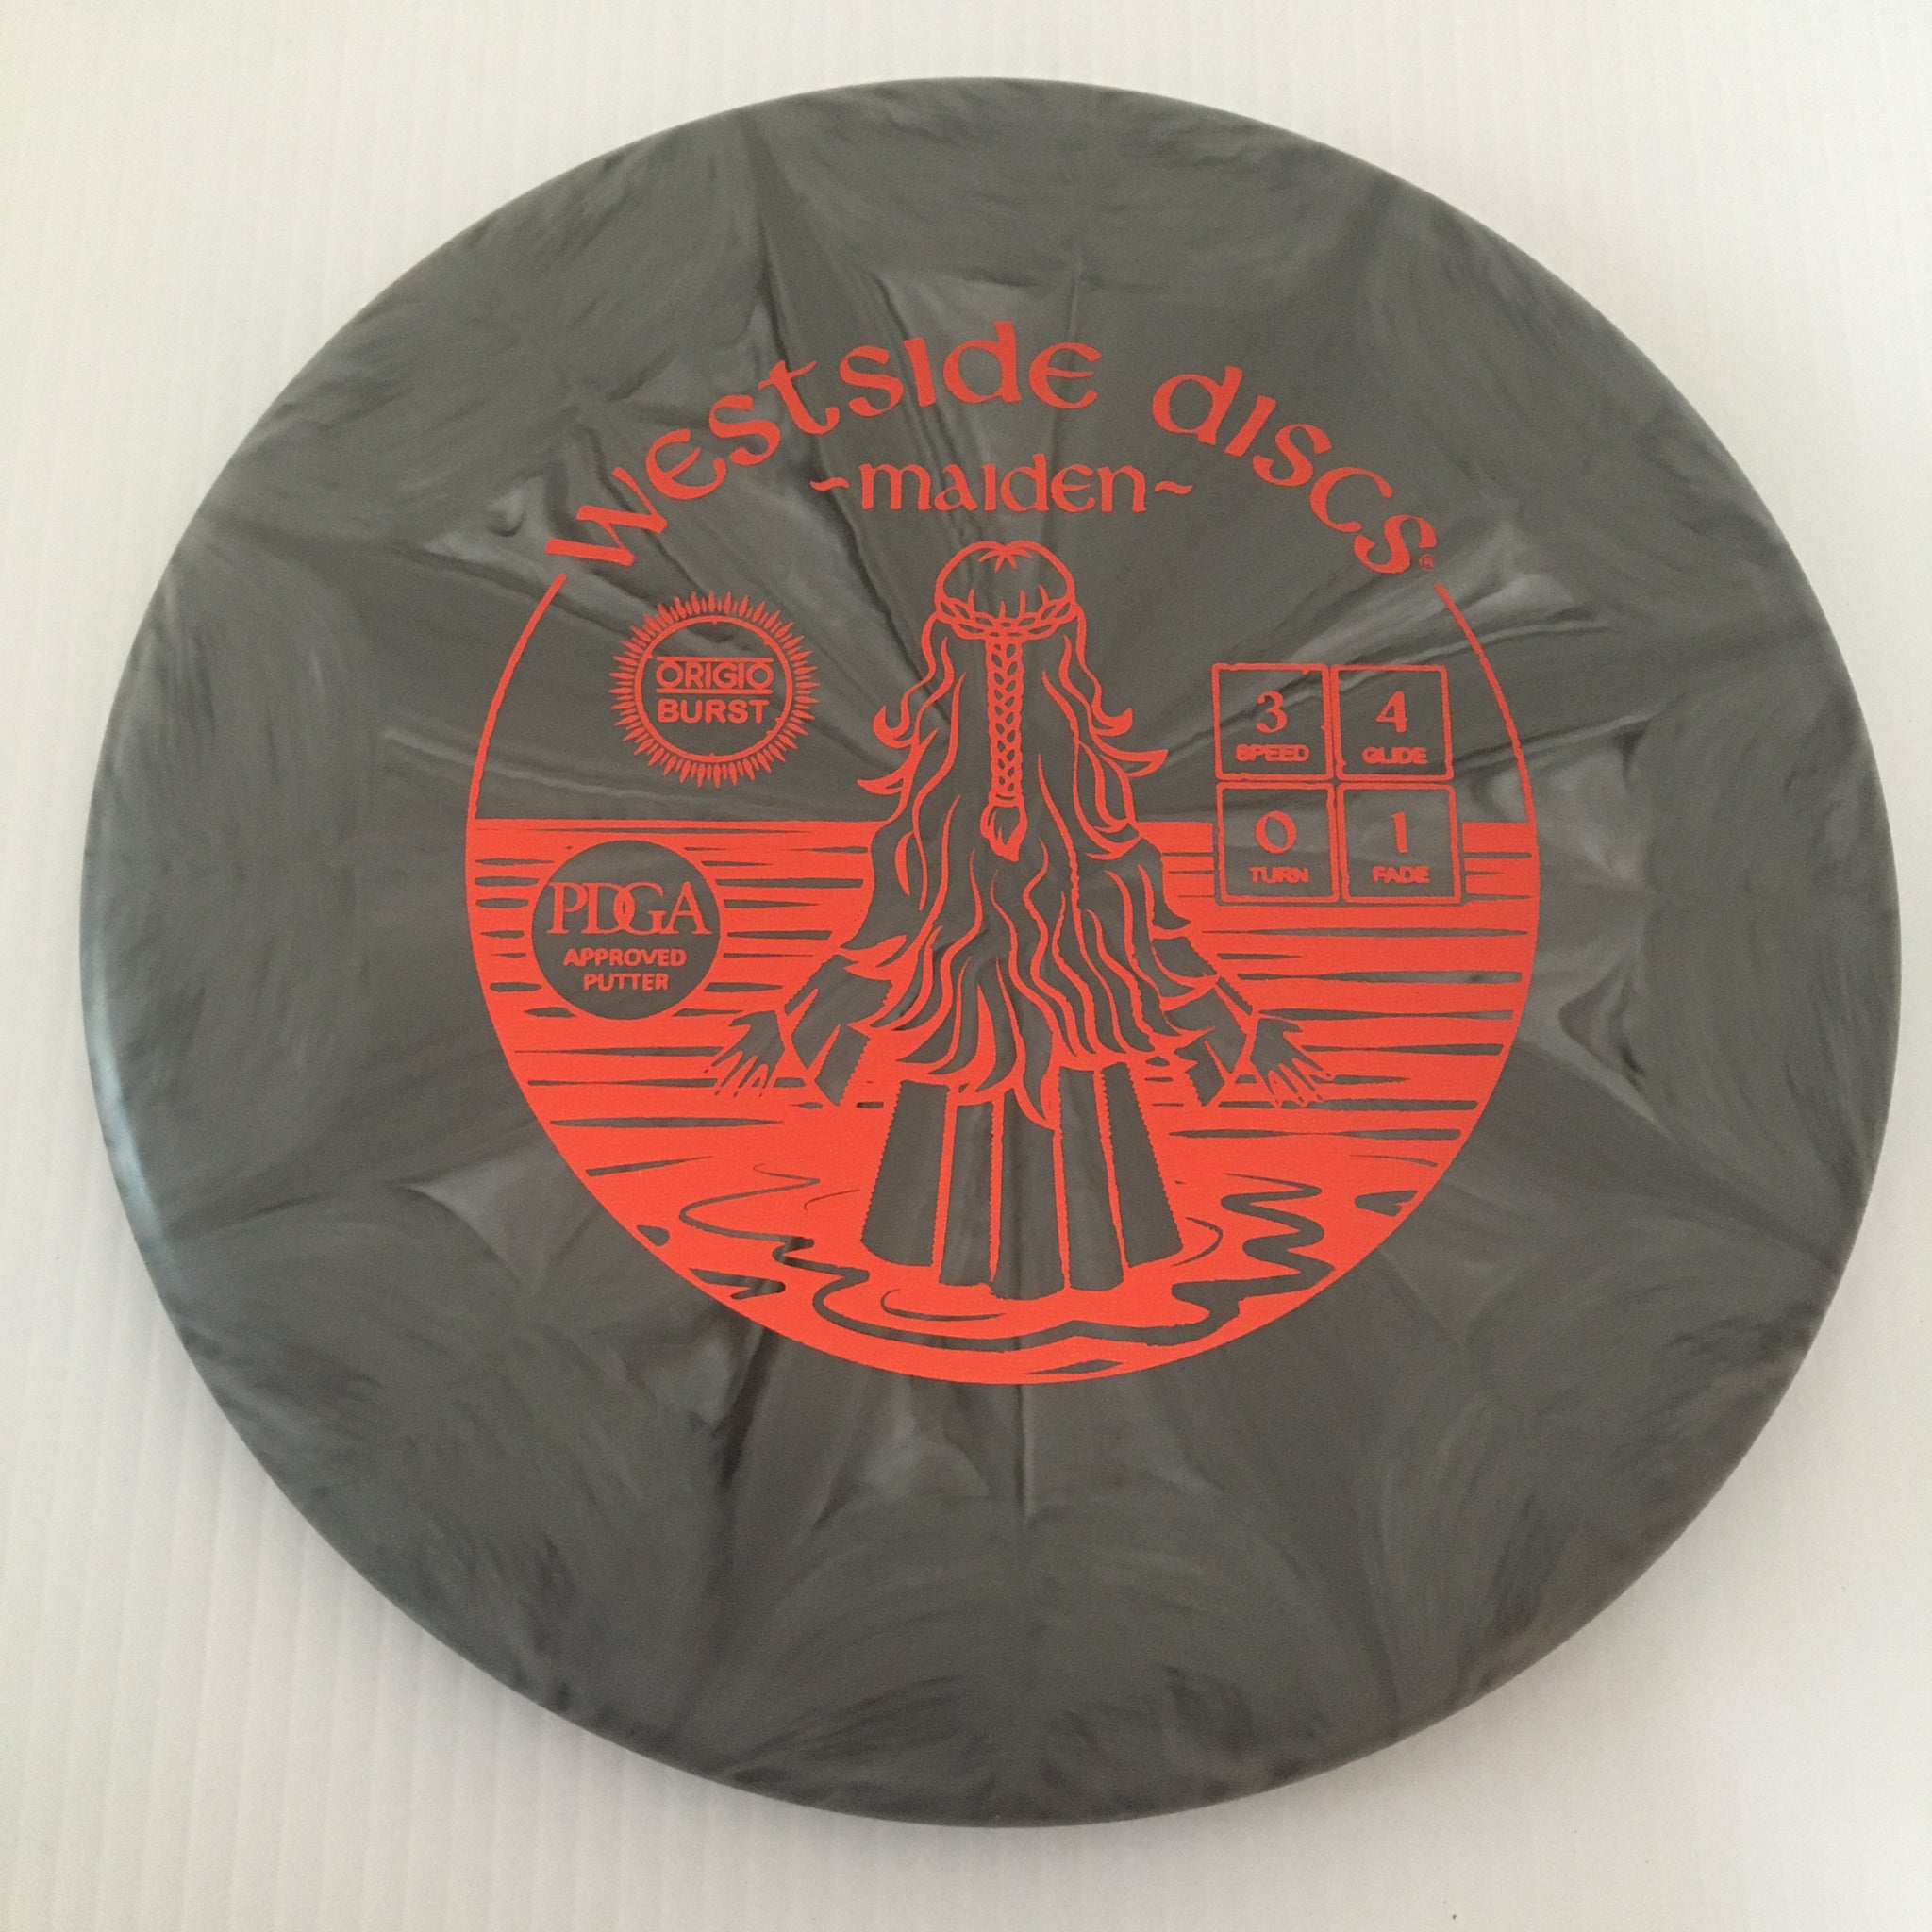 westside discs®
~maiden~
ORIGIO
BURST
3
SPEED
4
GLIDE
0
TURN
1
FADE
PDGA
APPROVED
PUTTER